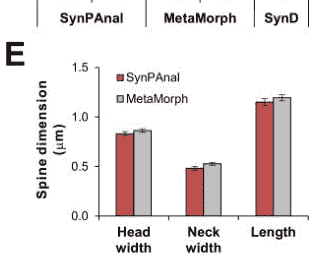 SynPAnal MetaMorph SynD
E
1.5
1.0
0.5
0.0
Spine dimension
(µm)
SynPAnal
MetaMorph
Head Neck Length
width width